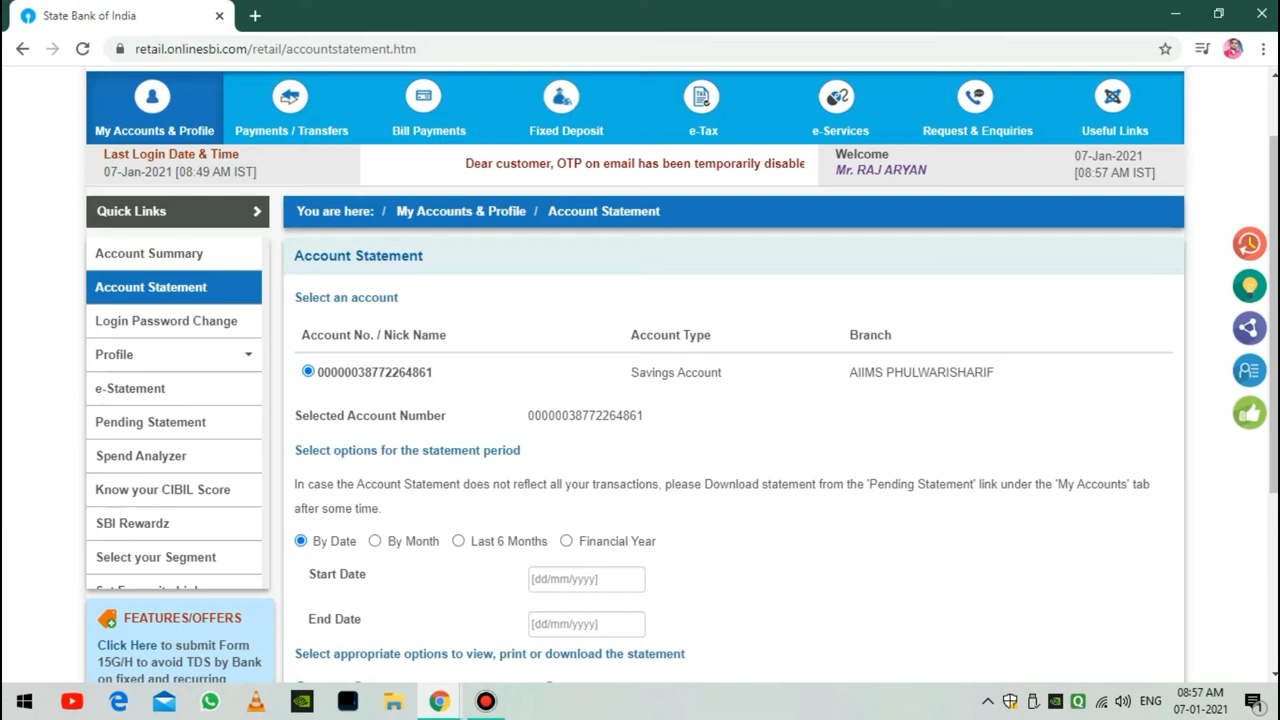 State Bank of India
retail.onlinesbi.com/retail/accountstatement.htm
My Accounts & Profile
Payments / Transfers
Bill Payments
Fixed Deposit
e-Tax
e-Services
Request & Enquiries
Useful Links
Last Login Date & Time
07-Jan-2021 [08:49 AM IST]
Dear customer, OTP on email has been temporarily disable
Welcome
Mr. RAJ ARYAN
07-Jan-2021
[08:57 AM IST]
Quick Links
Account Summary
Account Statement
Login Password Change
Profile
e-Statement
Pending Statement
Spend Analyzer
Know your CIBIL Score
SBI Rewardz
Select your Segment
FEATURES/OFFERS
Click Here to submit Form
15G/H to avoid TDS by Bank
on fixed and recurring
You are here: / My Accounts & Profile / Account Statement
Account Statement
Select an account
Account No. / Nick Name Account Type Branch
00000038772264861 Savings Account AIIMS PHULWARISHARIF
Selected Account Number 00000038772264861
Select options for the statement period
In case the Account Statement does not reflect all your transactions, please Download statement from the 'Pending Statement' link under the 'My Accounts' tab
after some time.
By Date By Month Last 6 Months Financial Year
Start Date [dd/mm/yyyy]
End Date [dd/mm/yyyy]
Select appropriate options to view, print or download the statement
ENG
08:57 AM
07-01-2021